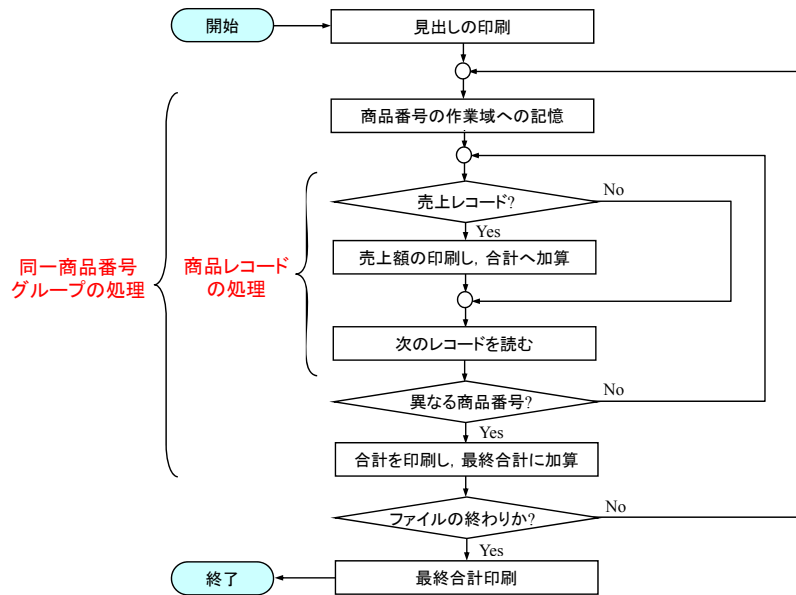 開始
見出しの印刷
商品番号の作業域への記憶
売上レコード?
No
Yes
売上額の印刷し，合計へ加算
同一商品番号
グループの処理
商品レコード
の処理
次のレコードを読む
異なる商品番号?
No
Yes
合計を印刷し，最終合計に加算
ファイルの終わりか?
No
Yes
終了
最終合計印刷